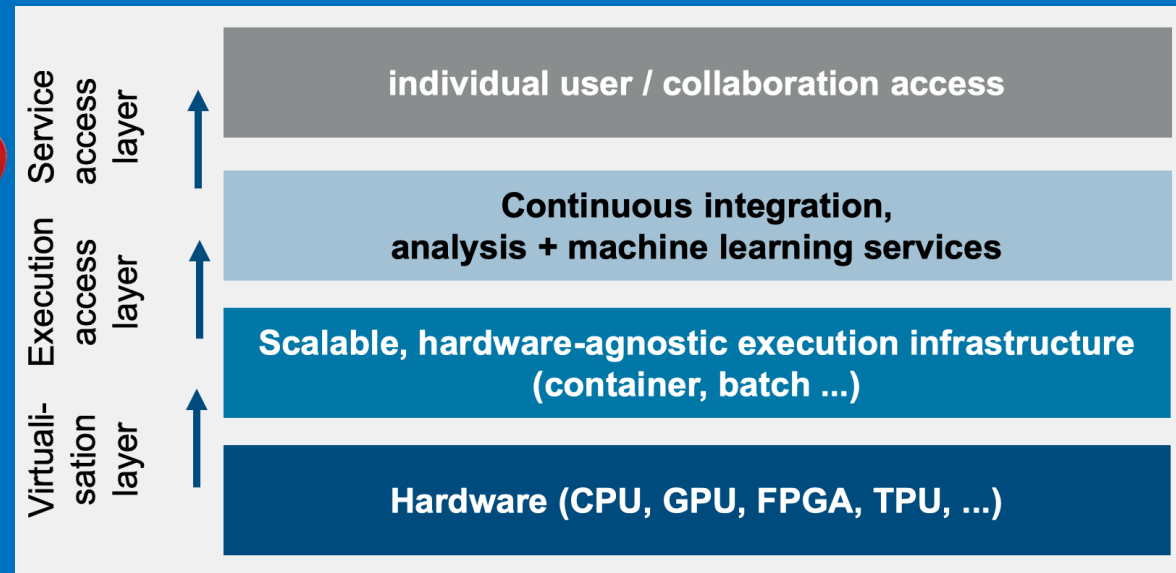 Service
access
layer
individual user / collaboration access
Continuous integration,
analysis + machine learning services
Execution
access
layer
Scalable, hardware-agnostic execution infrastructure
(container, batch ...)
Virtuali-
sation
layer
Hardware (CPU, GPU, FPGA, TPU, ...)